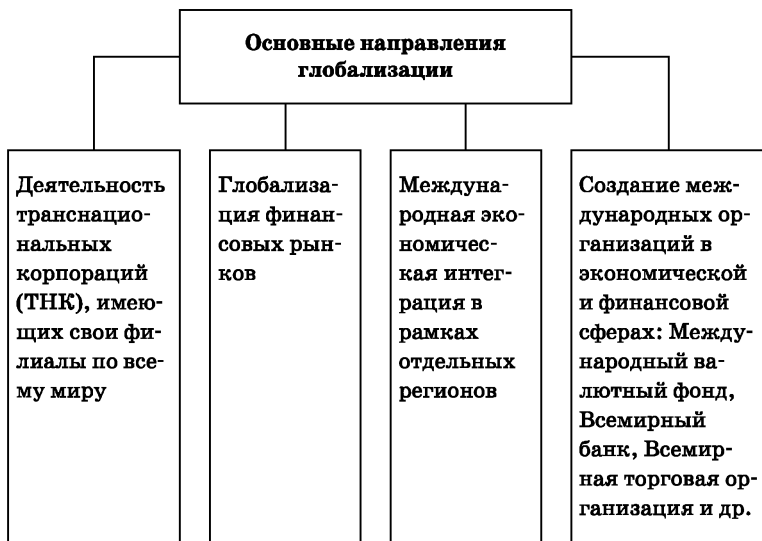 Основные направления
глобализации
Деятельность
транснацио-
нальных
корпораций
(ТНК), имею-
щих свои фи-
лиалы по все-
му миру
Глобализа-
ция финан-
совых рын-
ков
Междуна-
родная эко-
номичес-
кая интег-
рация в
рамках
отдельных
регионов
Создание меж-
дународных ор-
ганизаций в
экономической
и финансовой
сферах: Между-
народный ва-
лютный фонд,
Всемирный
банк, Всемир-
ная торговая ор-
ганизация и др.